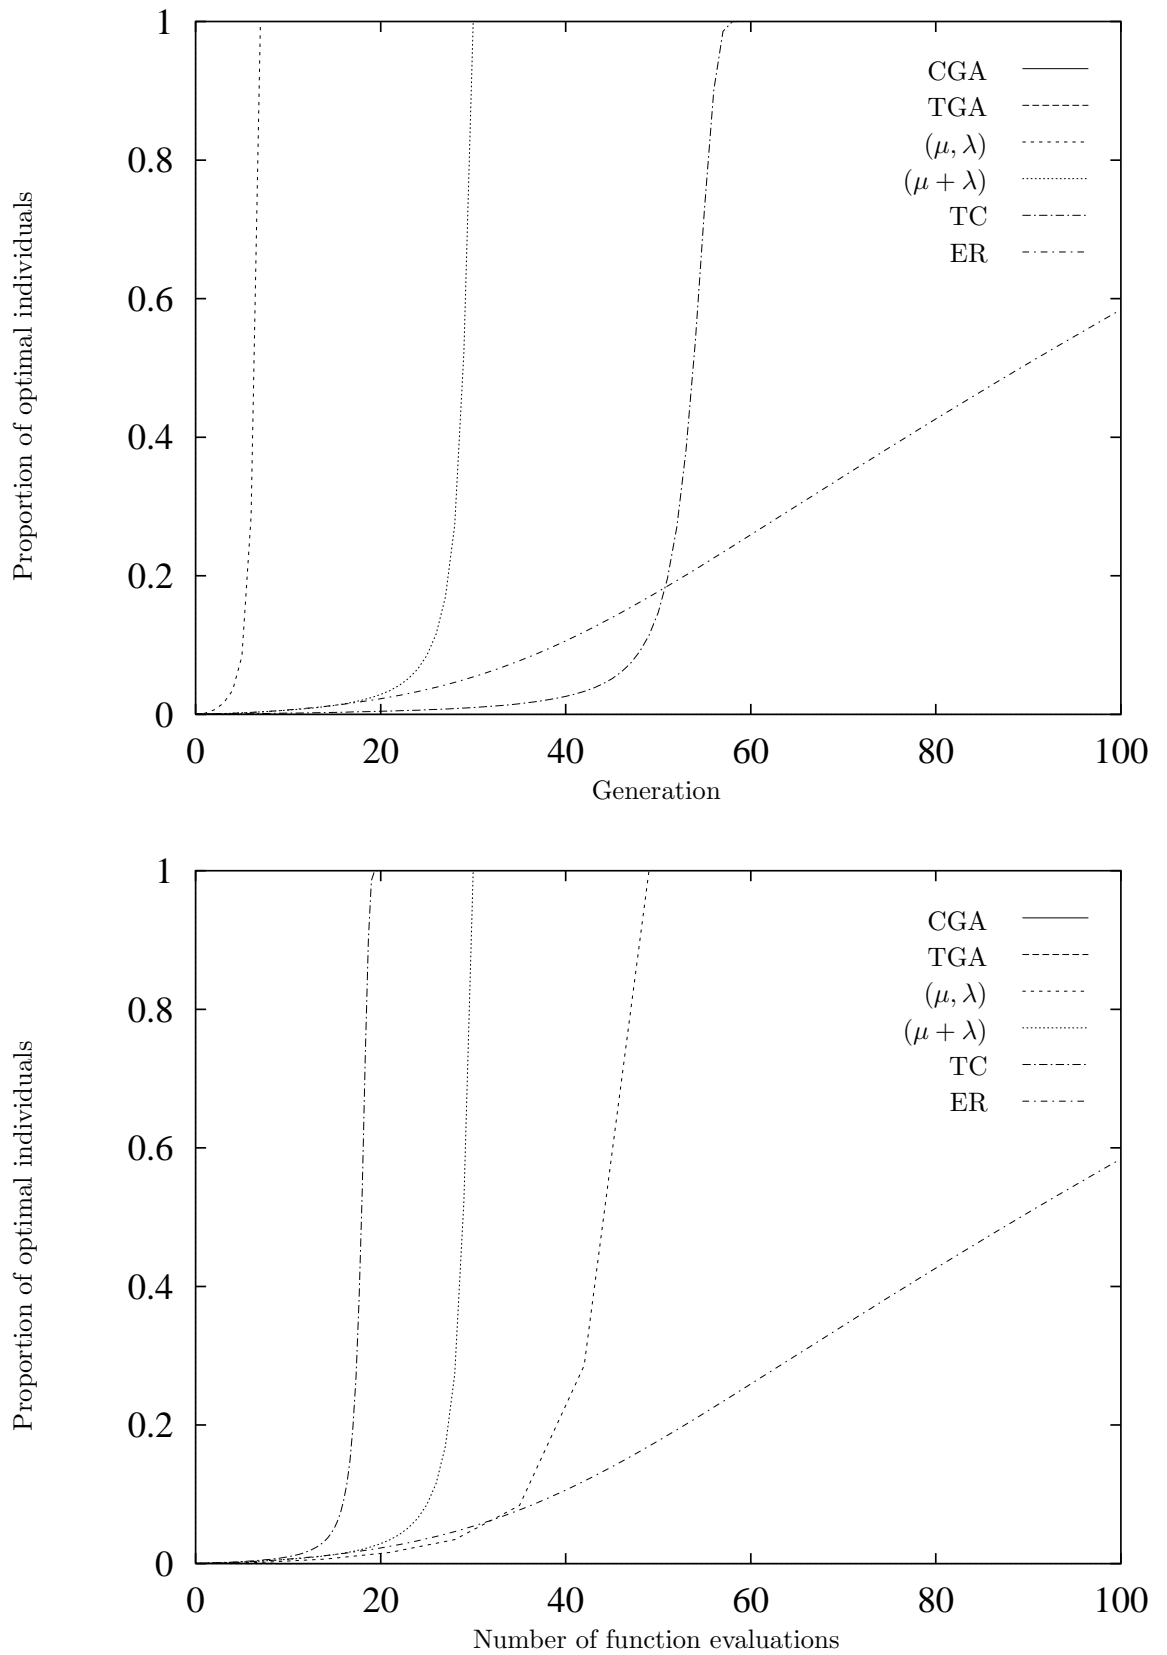 1
0.8
0.6
0.4
0.2
0
Proportion of optimal individuals
CGA
TGA
(μ, λ)
(μ + λ)
TC
ER
0 20 40 60 80 100
Generation
1
0.8
0.6
0.4
0.2
0
Proportion of optimal individuals
CGA
TGA
(μ, λ)
(μ + λ)
TC
ER
0 20 40 60 80 100
Number of function evaluations